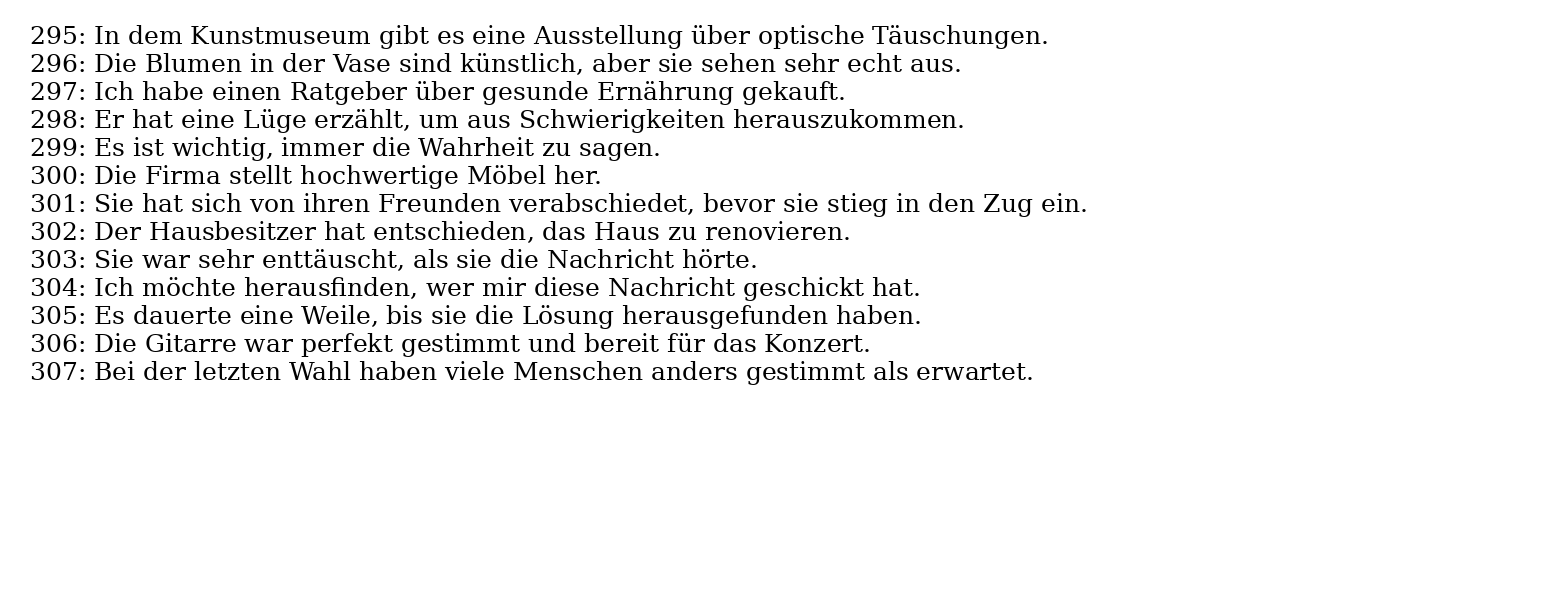 295: In dem Kunstmuseum gibt es eine Ausstellung über optische Täuschungen.
296: Die Blumen in der Vase sind künstlich, aber sie sehen sehr echt aus.
297: Ich habe einen Ratgeber über gesunde Ernährung gekauft.
298: Er hat eine Lüge erzählt, um aus Schwierigkeiten herauszukommen.
299: Es ist wichtig, immer die Wahrheit zu sagen.
300: Die Firma stellt hochwertige Möbel her.
301: Sie hat sich von ihren Freunden verabschiedet, bevor sie stieg in den Zug ein.
302: Der Hausbesitzer hat entschieden, das Haus zu renovieren.
303: Sie war sehr enttäuscht, als sie die Nachricht hörte.
304: Ich möchte herausfinden, wer mir diese Nachricht geschickt hat.
305: Es dauerte eine Weile, bis sie die Lösung herausgefunden haben.
306: Die Gitarre war perfekt gestimmt und bereit für das Konzert.
307: Bei der letzten Wahl haben viele Menschen anders gestimmt als erwartet.